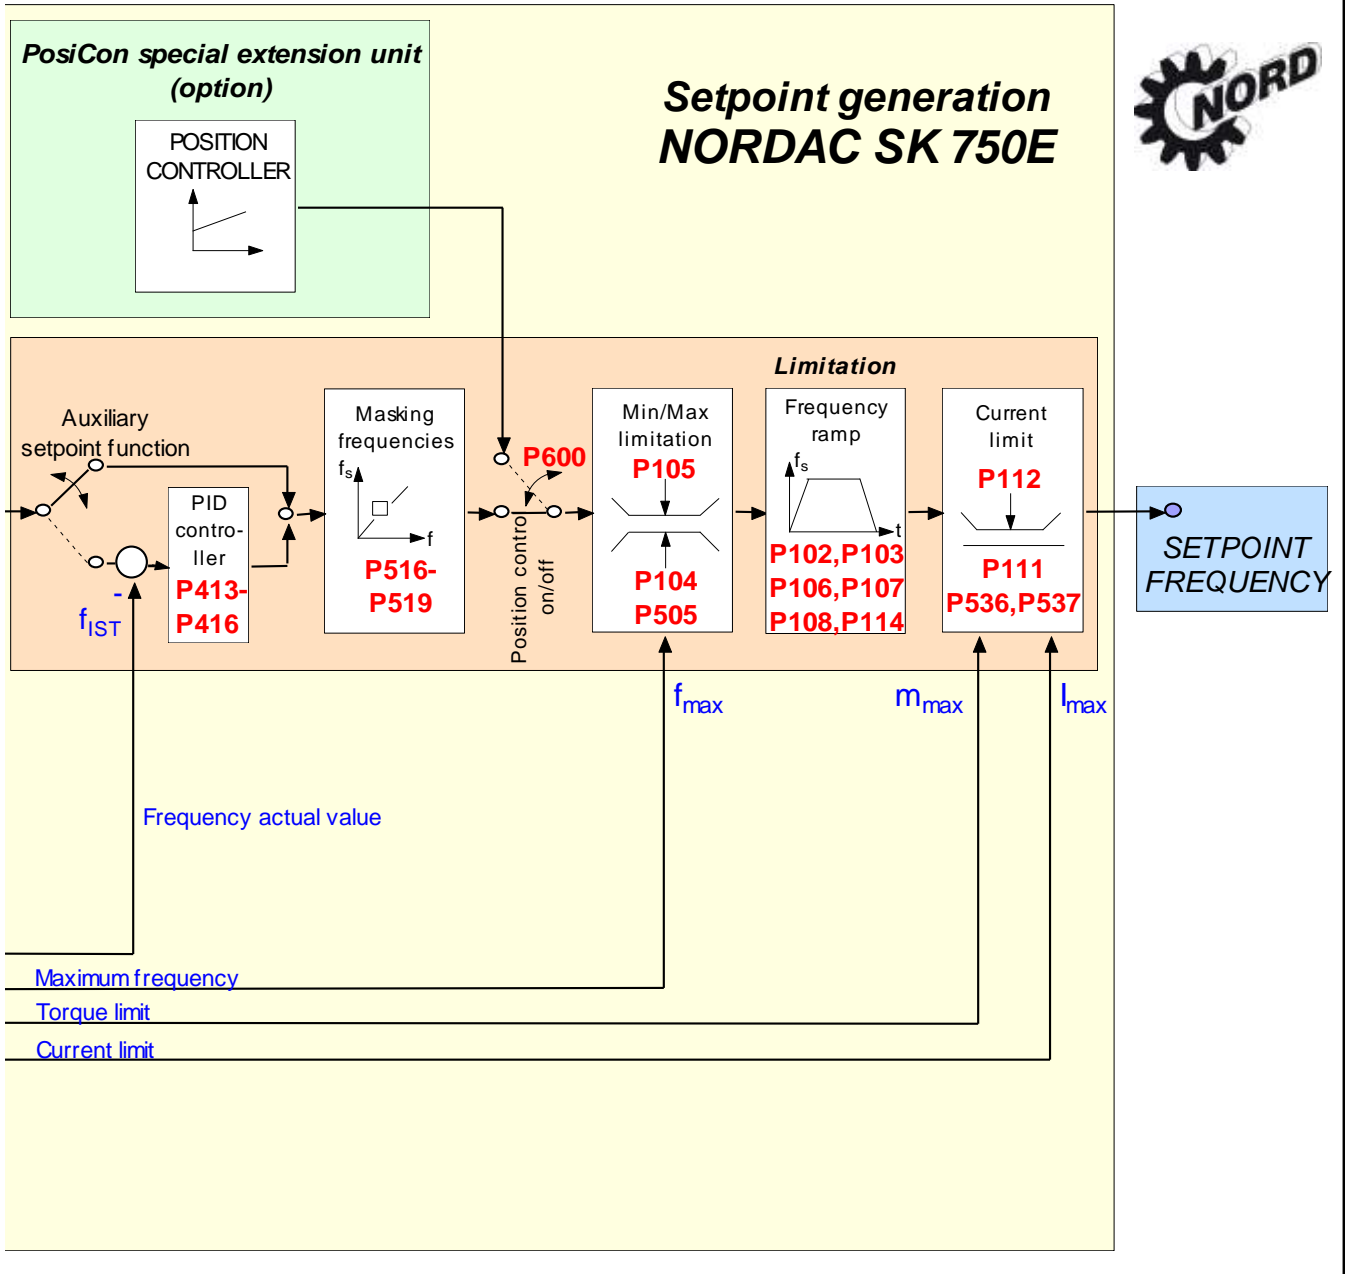 PosiCon special extension unit
(option)
POSITION
CONTROLLER
Setpoint generation
NORDAC SK 750E
NORD
Limitation
Auxiliary
setpoint function
PID
contro-
ller
P413-
P416
-
fIST
Masking
frequencies
fs
f
P516-
P519
P600
Position contro
on/off
Min/Max
limitation
P105
P104
P505
Frequency
ramp
fs
t
P102,P103
P106,P107
P108,P114
Current
limit
P112
P111
P536,P537
SETPOINT
FREQUENCY
fmax
mmax
Imax
Frequency actual value
Maximum frequency
Torque limit
Current limit